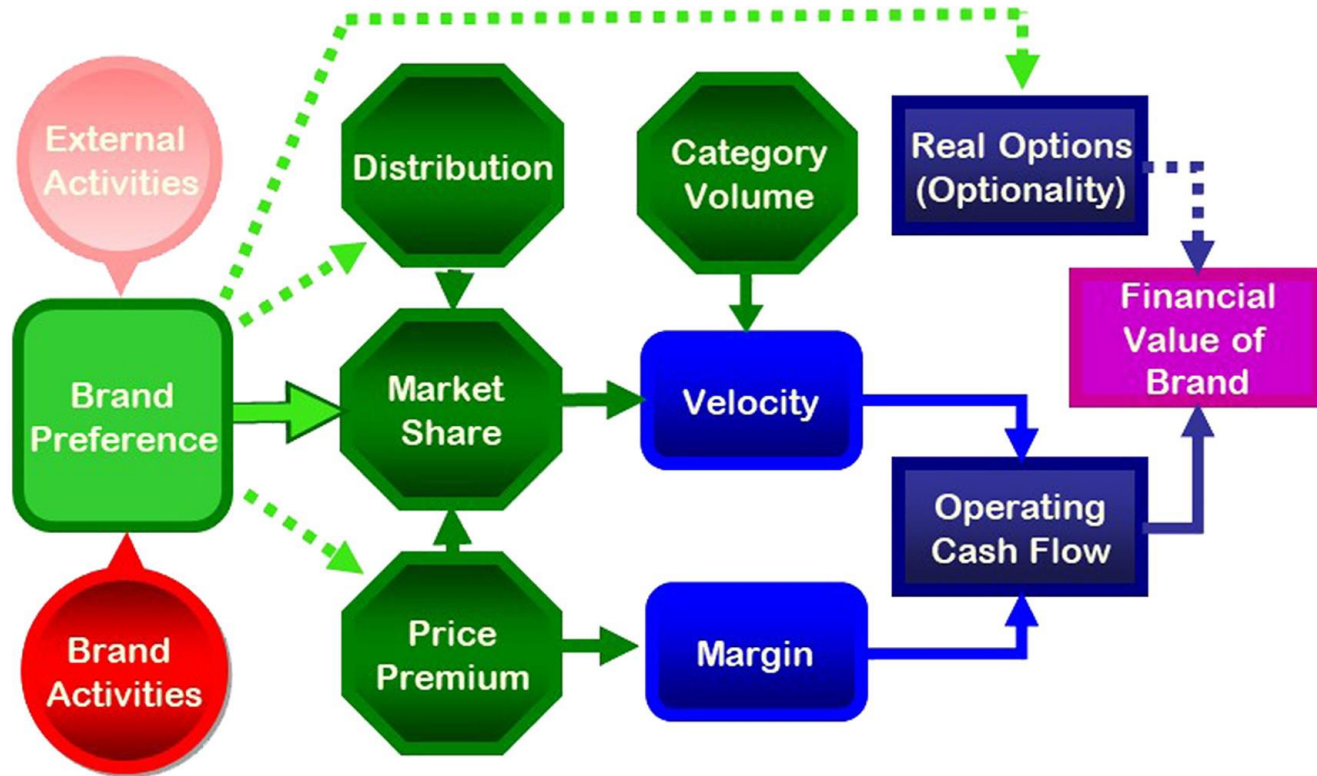 External
Activities
Distribution
Category
Volume
Real Options
(Optionality)
Financial
Value of
Brand
Brand
Preference
Market
Share
Velocity
Operating
Cash Flow
Brand
Activities
Price
Premium
Margin